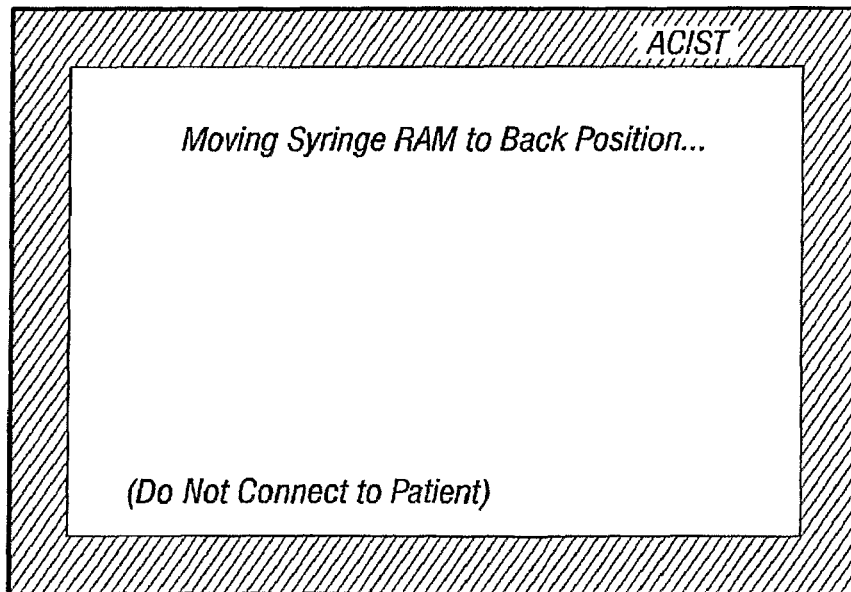 ACIST
Moving Syringe RAM to Back Position...
(Do Not Connect to Patient)